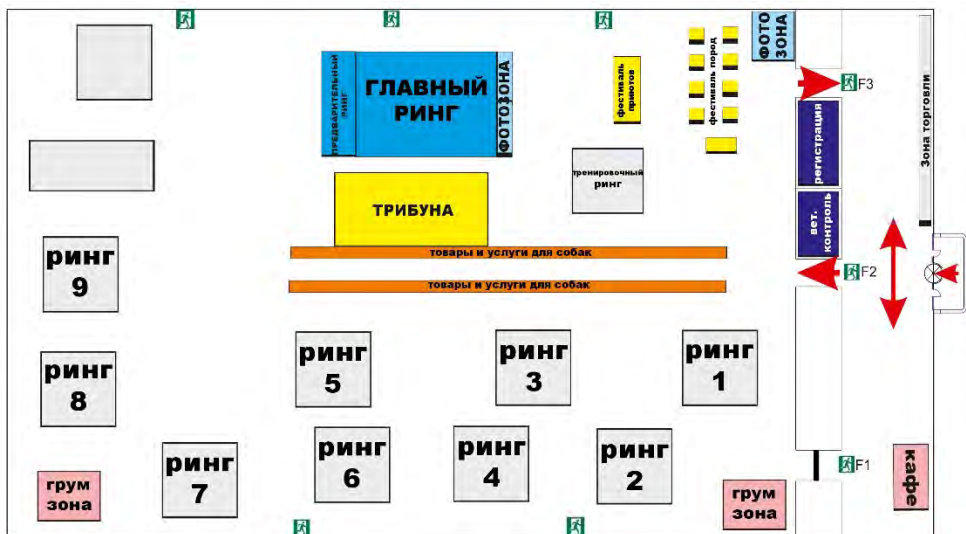 ФОТО
ЗОНА
ПРЕДВАРИТЕЛЬНЫЙ
РИНГ
ГЛАВНЫЙ
РИНГ
ФОТОЗОНА
фестиваль
приютов
фестиваль пород
F3
регистрация
Зона торговли
тренировочный
ринг
ТРИБУНА
вет.
контроль
товары и услуги для собак
F2
товары и услуги для собак
ринг
9
ринг
8
ринг
5
ринг
3
ринг
1
ринг
7
ринг
6
ринг
4
ринг
2
F1
кафе
грум
зона
грум
зона